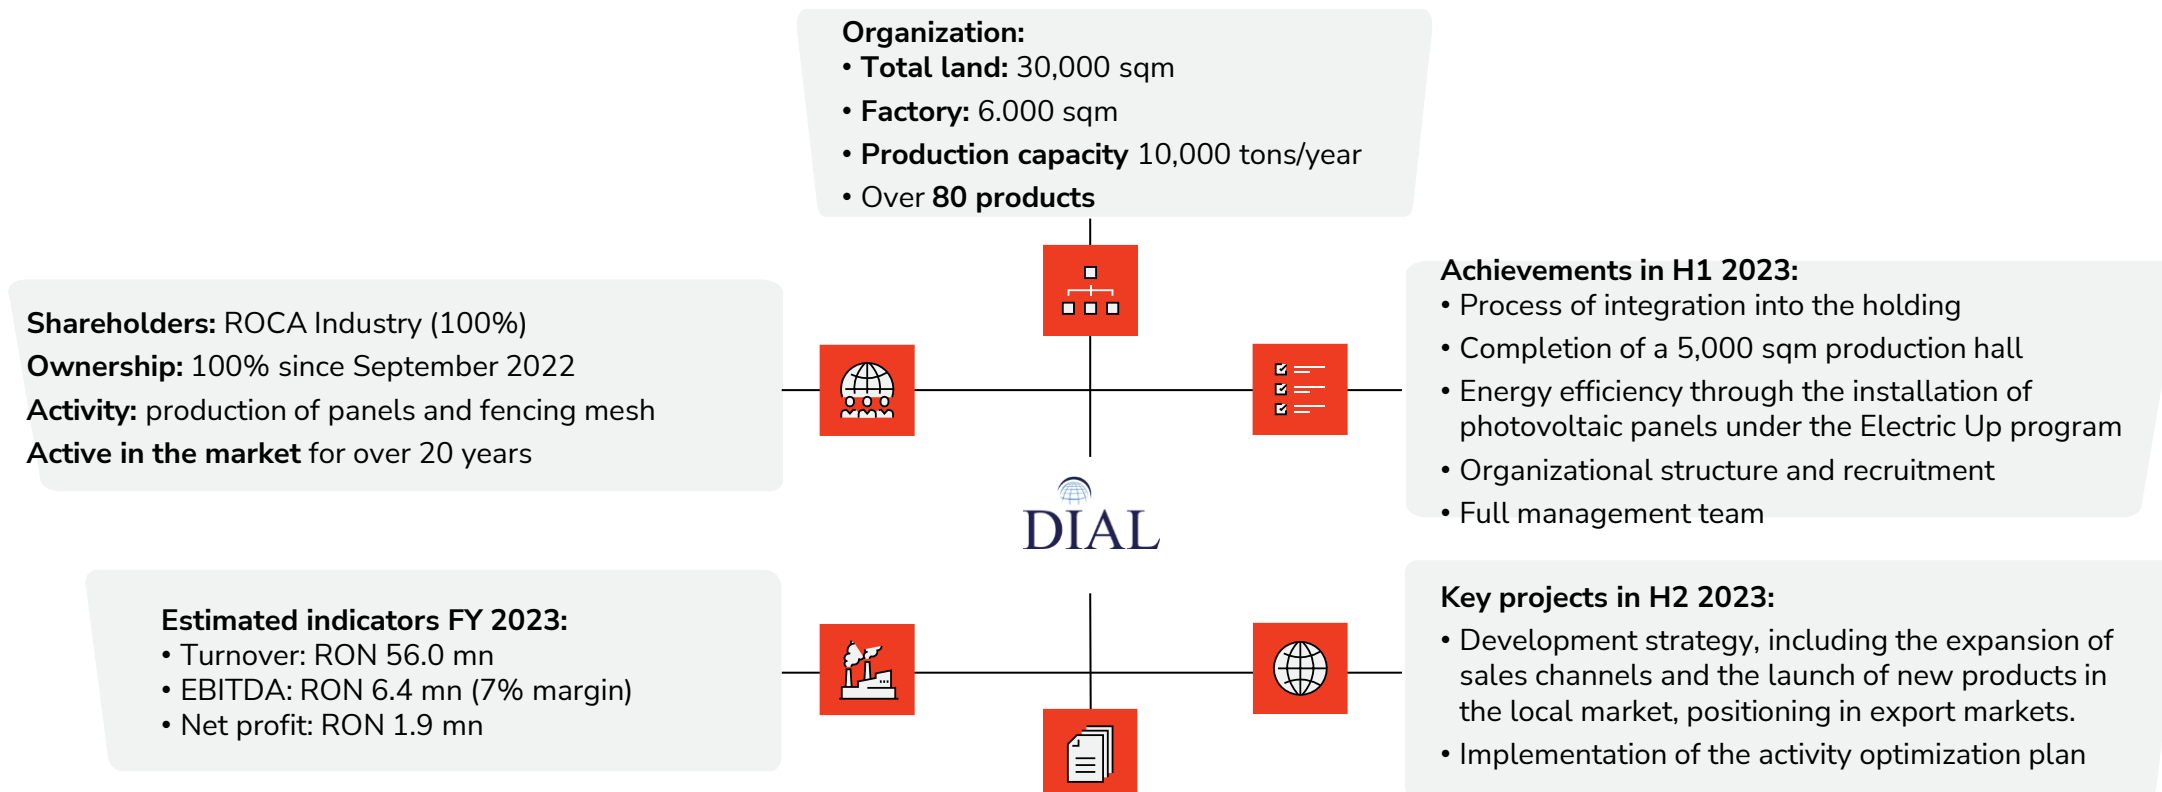 Organization:
• Total land: 30,000 sqm
• Factory: 6.000 sqm
• Production capacity 10,000 tons/year
• Over 80 products
Shareholders: ROCA Industry (100%)
Ownership: 100% since September 2022
Activity: production of panels and fencing mesh
Active in the market for over 20 years
Achievements in H1 2023:
• Process of integration into the holding
• Completion of a 5,000 sqm production hall
• Energy efficiency through the installation of
photovoltaic panels under the Electric Up program
• Organizational structure and recruitment
• Full management team
DIAL
Estimated indicators FY 2023:
• Turnover: RON 56.0 mn
• EBITDA: RON 6.4 mn (7% margin)
• Net profit: RON 1.9 mn
Key projects in H2 2023:
• Development strategy, including the expansion of
sales channels and the launch of new products in
the local market, positioning in export markets.
• Implementation of the activity optimization plan